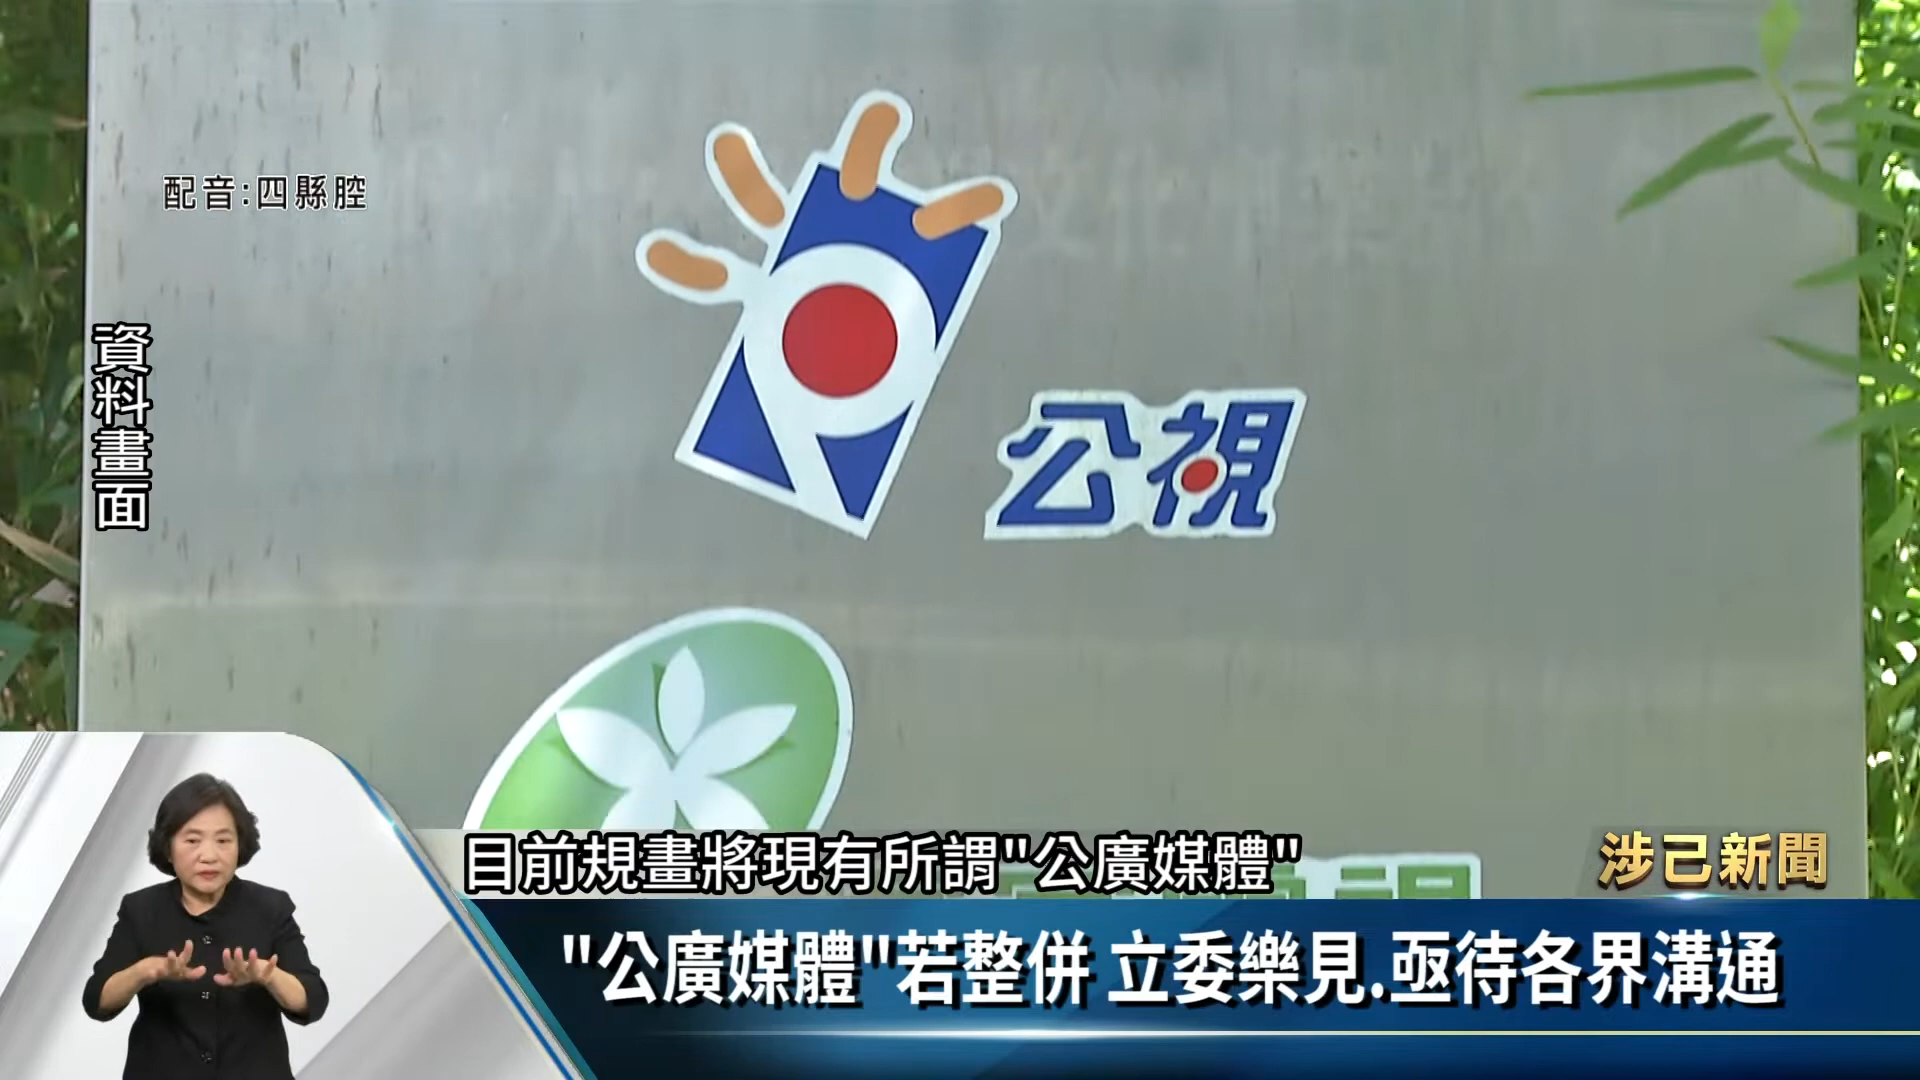 配音:四縣腔
資料畫面
公視
目前規畫將現有所謂"公廣媒體"
涉己新聞
"公廣媒體"若整併 立委樂見.亟待各界溝通